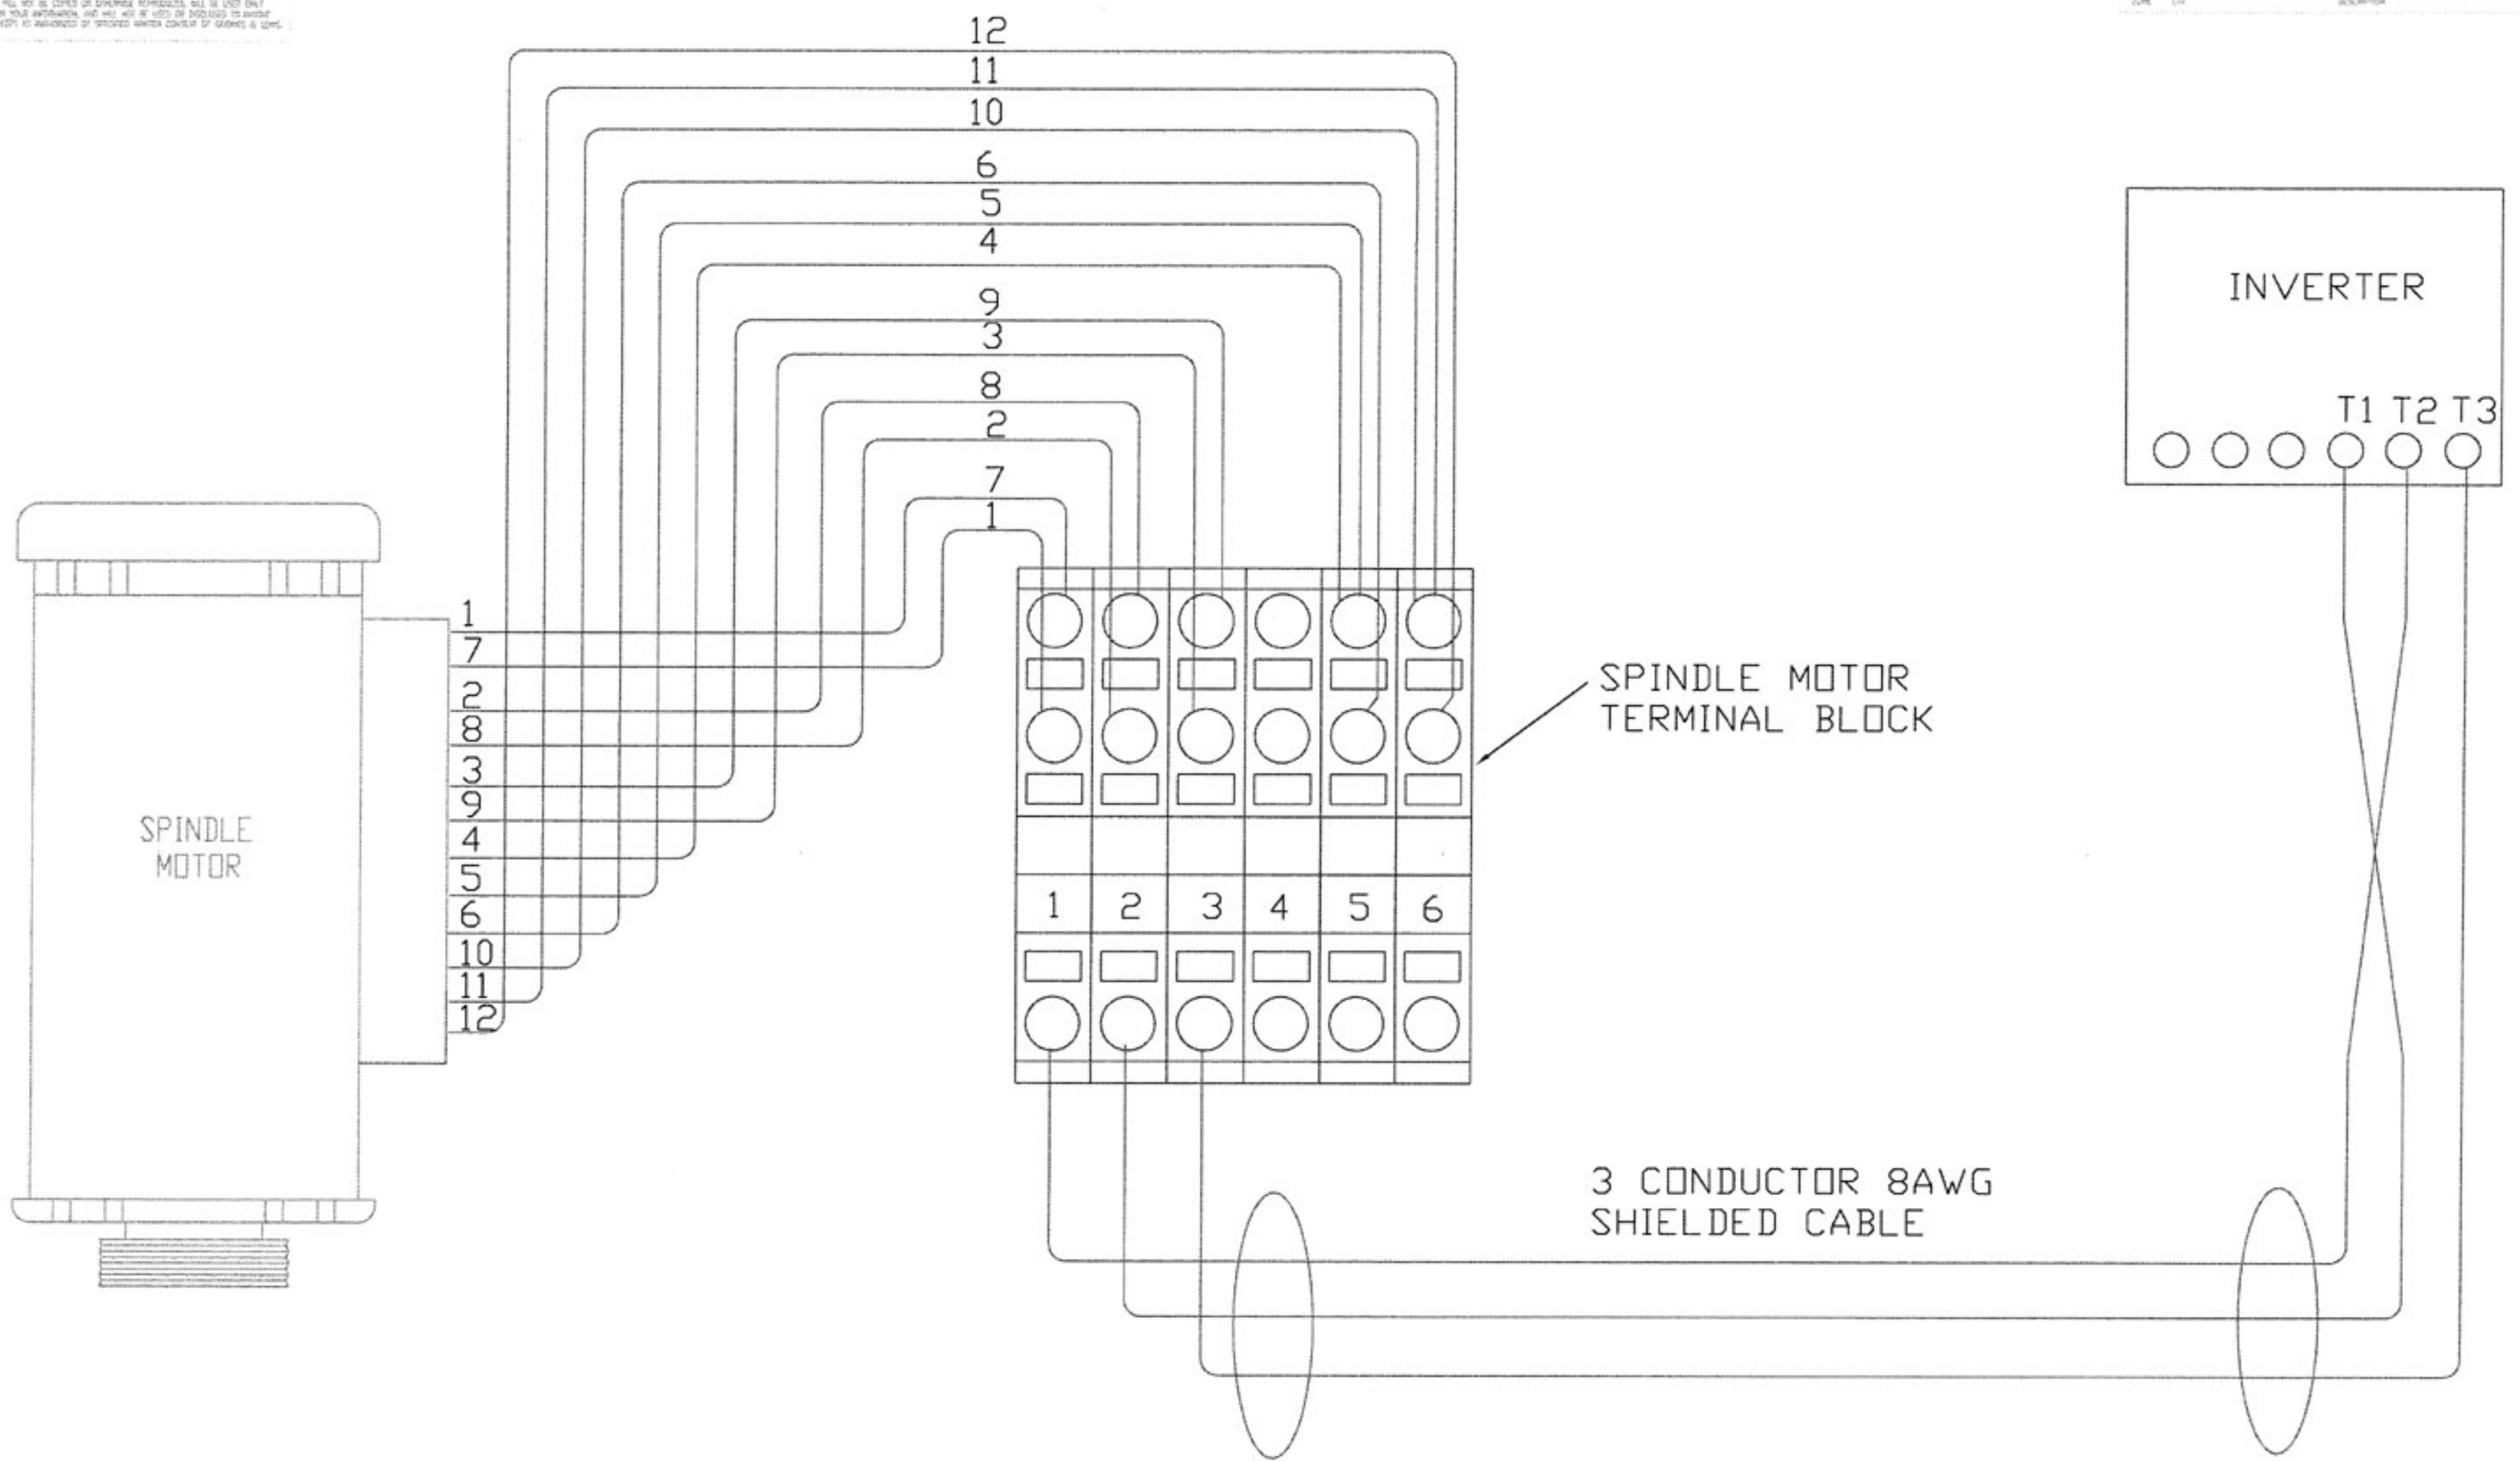 12
11
10
6
5
4
9
3
8
2
7
1
INVERTER
T1 T2 T3
1
7
2
8
3
9
4
5
6
10
11
12
SPINDLE
MOTOR
SPINDLE MOTOR
TERMINAL BLOCK
1 2 3 4 5 6
3 CONDUCTOR 8AWG
SHIELDED CABLE